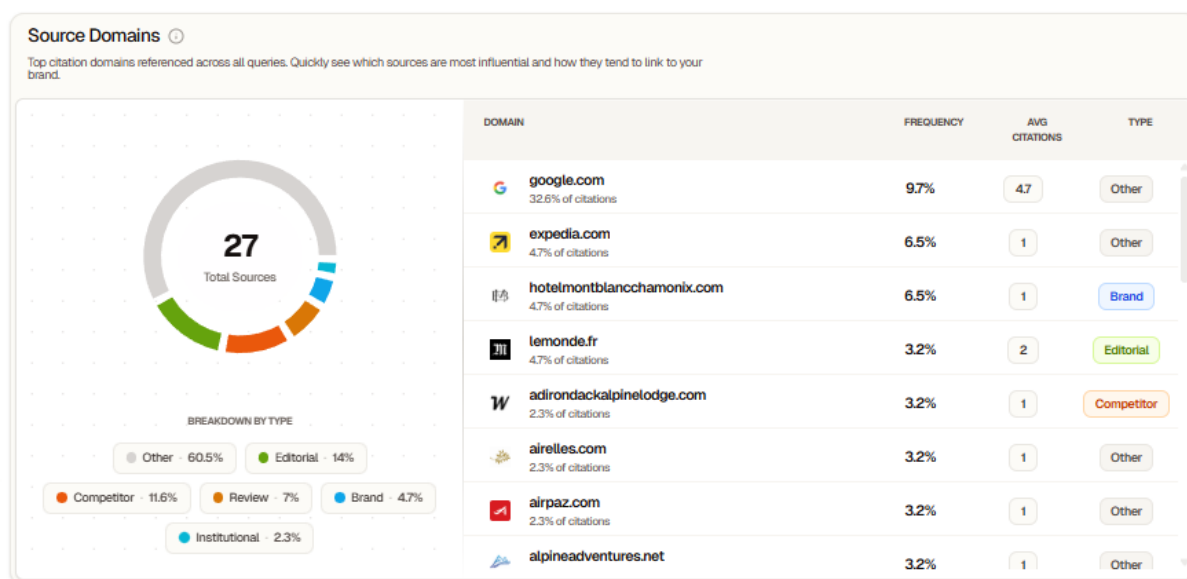 Source Domains
Top citation domains referenced across all queries. Quickly see which sources are most influential and how they tend to link to your
brand.
27
Total Sources
BREAKDOWN BY TYPE
Other · 60.5%
Editorial · 14%
Competitor · 11.6%
Review · 7%
Brand · 4.7%
Institutional · 2.3%
DOMAIN FREQUENCY AVG CITATIONS TYPE
google.com 9.7% 4.7 Other
32.6% of citations
expedia.com 6.5% 1 Other
4.7% of citations
hotelmontblancchamonix.com 6.5% 1 Brand
4.7% of citations
lemonde.fr 3.2% 2 Editorial
4.7% of citations
adirondackalpinelodge.com 3.2% 1 Competitor
2.3% of citations
airelles.com 3.2% 1 Other
2.3% of citations
airpaz.com 3.2% 1 Other
2.3% of citations
alpineadventures.net 3.2% 1 Other